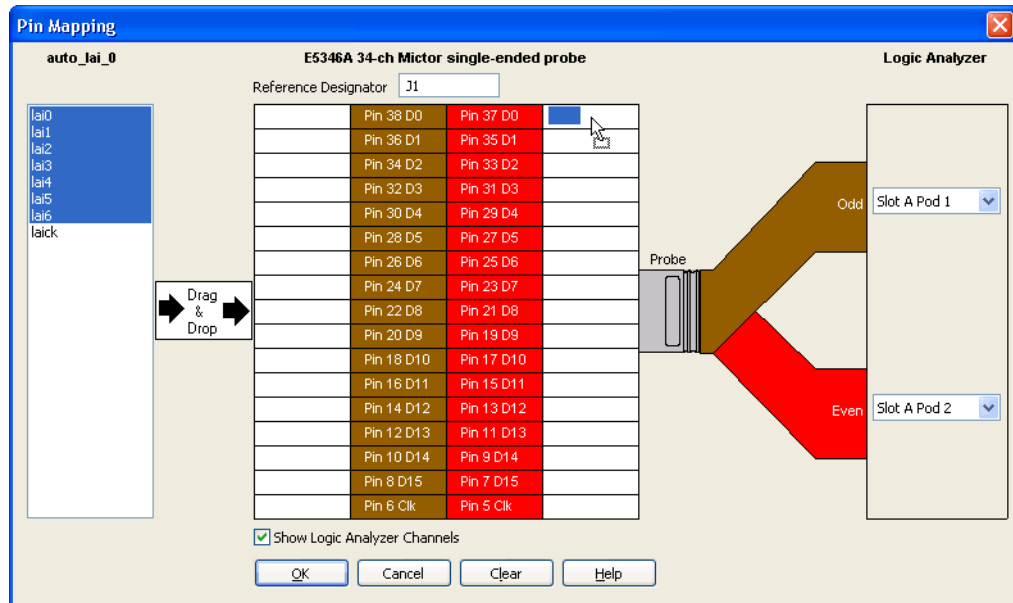 Pin Mapping
auto_lai_0
E5346A 34-ch Mictor single-ended probe
Logic Analyzer
Reference Designator J1
lai0
lai1
lai2
lai3
lai4
lai5
lai6
laick
Drag
&
Drop
Pin 38 D0 Pin 37 D0
Pin 36 D1 Pin 35 D1
Pin 34 D2 Pin 33 D2
Pin 32 D3 Pin 31 D3
Pin 30 D4 Pin 29 D4
Pin 28 D5 Pin 27 D5
Pin 26 D6 Pin 25 D6
Pin 24 D7 Pin 23 D7
Pin 22 D8 Pin 21 D8
Pin 20 D9 Pin 19 D9
Pin 18 D10 Pin 17 D10
Pin 16 D11 Pin 15 D11
Pin 14 D12 Pin 13 D12
Pin 12 D13 Pin 11 D13
Pin 10 D14 Pin 9 D14
Pin 8 D15 Pin 7 D15
Pin 6 Clk Pin 5 Clk
Probe
Odd Slot A Pod 1
Even Slot A Pod 2
Show Logic Analyzer Channels
OK Cancel Clear Help